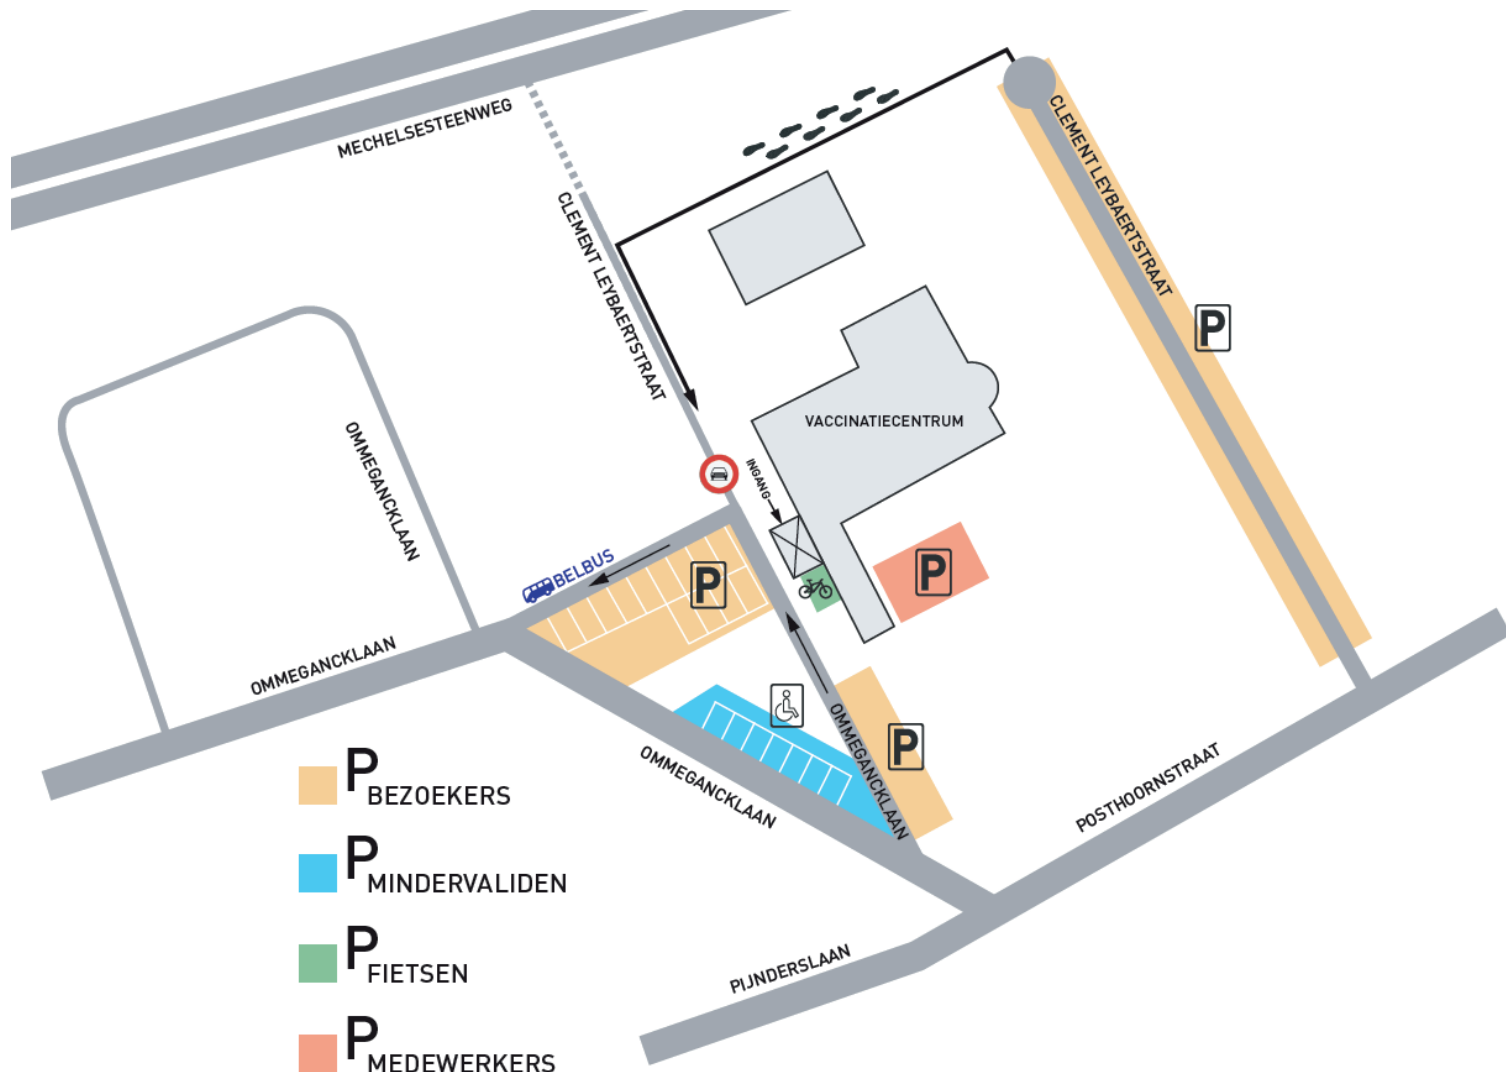 MECHELSESTEENWEG
CLEMENT LEYBAERTSTRAAT
CLEMENT LEYBAERTSTRAAT
P
OMMEGANCKLAAN
VACCINATIECENTRUM
INGANG
BELBUS
P
P
OMMEGANCKLAAN
OMMEGANCKLAAN
P
OMMEGANCKLAAN
POSTHOORNSTRAAT
PIJNDERSLAAN
P BEZOEKERS
P MINDERVALIDEN
P FIETSEN
P MEDEWERKERS